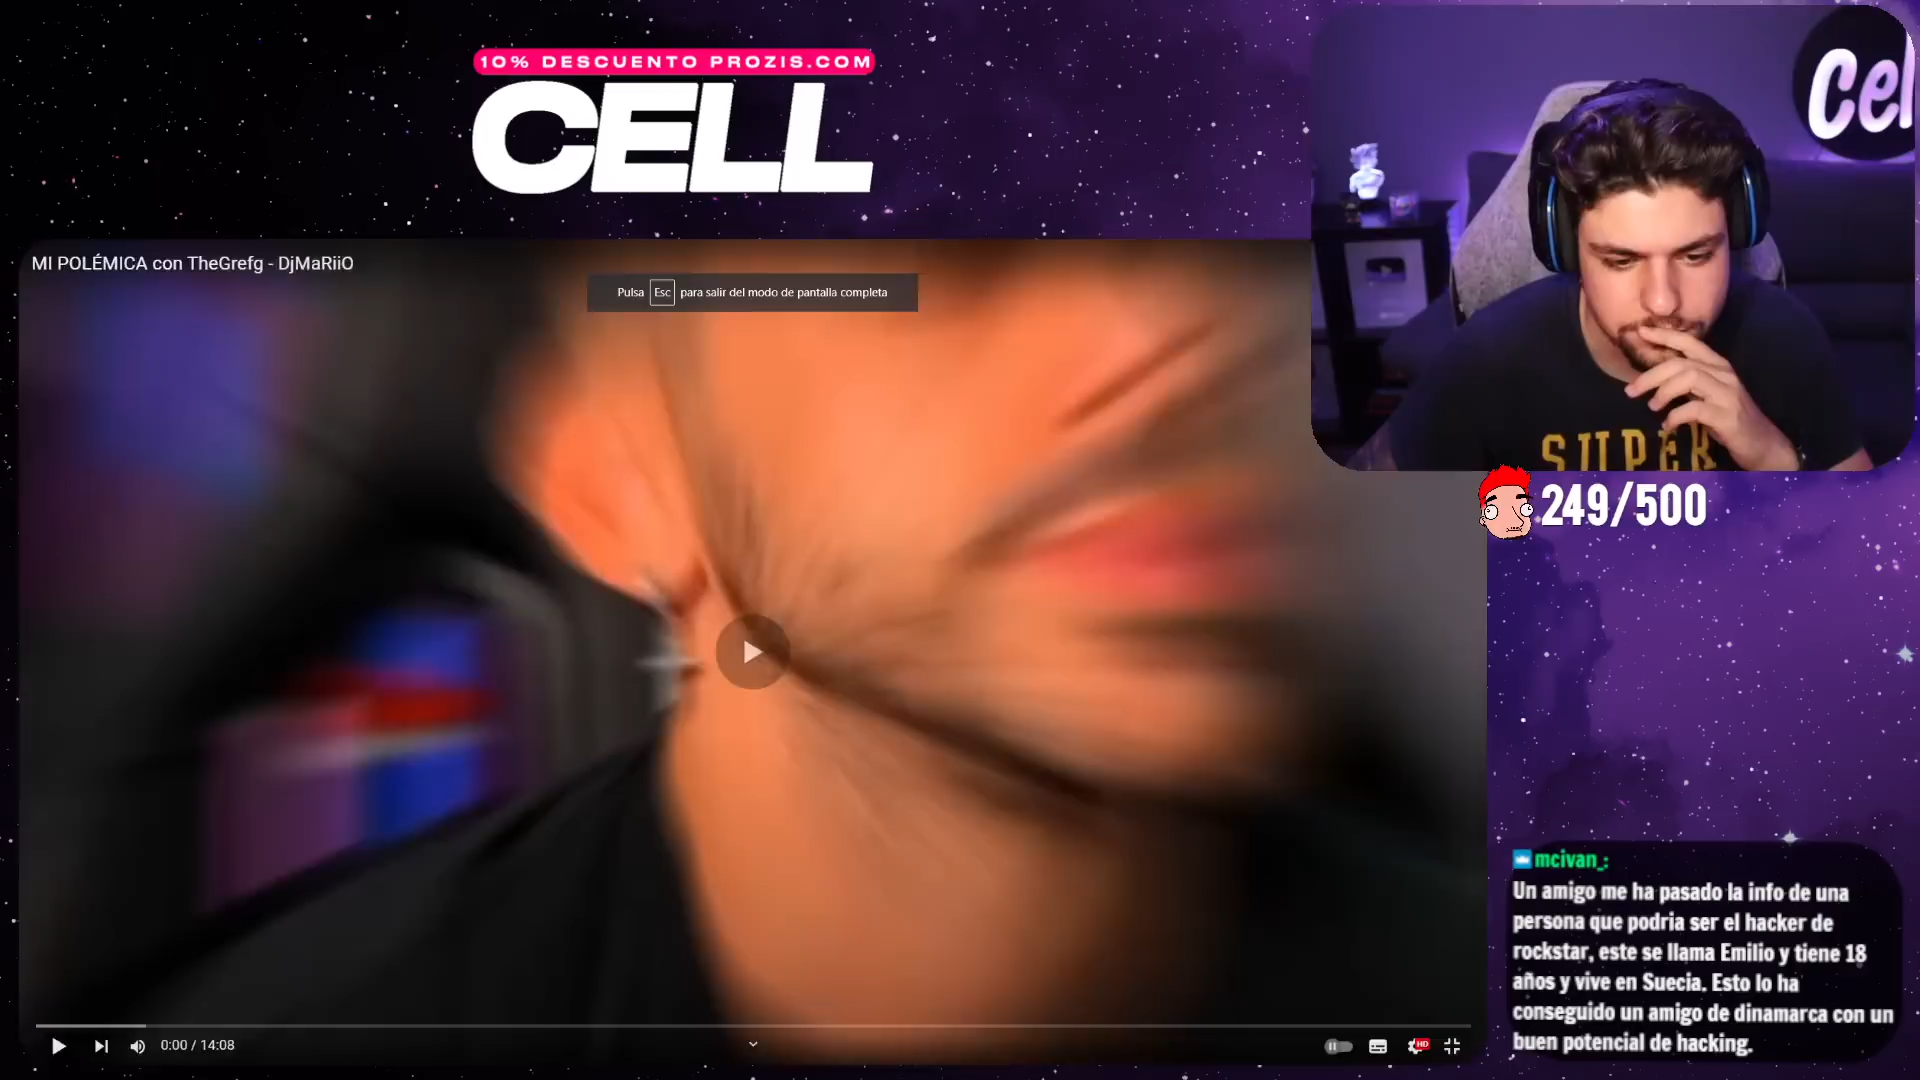 10% DESCUENTO PROZIS.COM
CELL
Cel
MI POLÉMICA con TheGrefg - DjMaRiiO
Pulsa Esc para salir del modo de pantalla completa
SUPER
249/500
mcivan_:
Un amigo me ha pasado la info de una
persona que podria ser el hacker de
rockstar, este se llama Emilio y tiene 18
años y vive en Suecia. Esto lo ha
conseguido un amigo de dinamarca con un
buen potencial de hacking.
0:00 / 14:08
HD